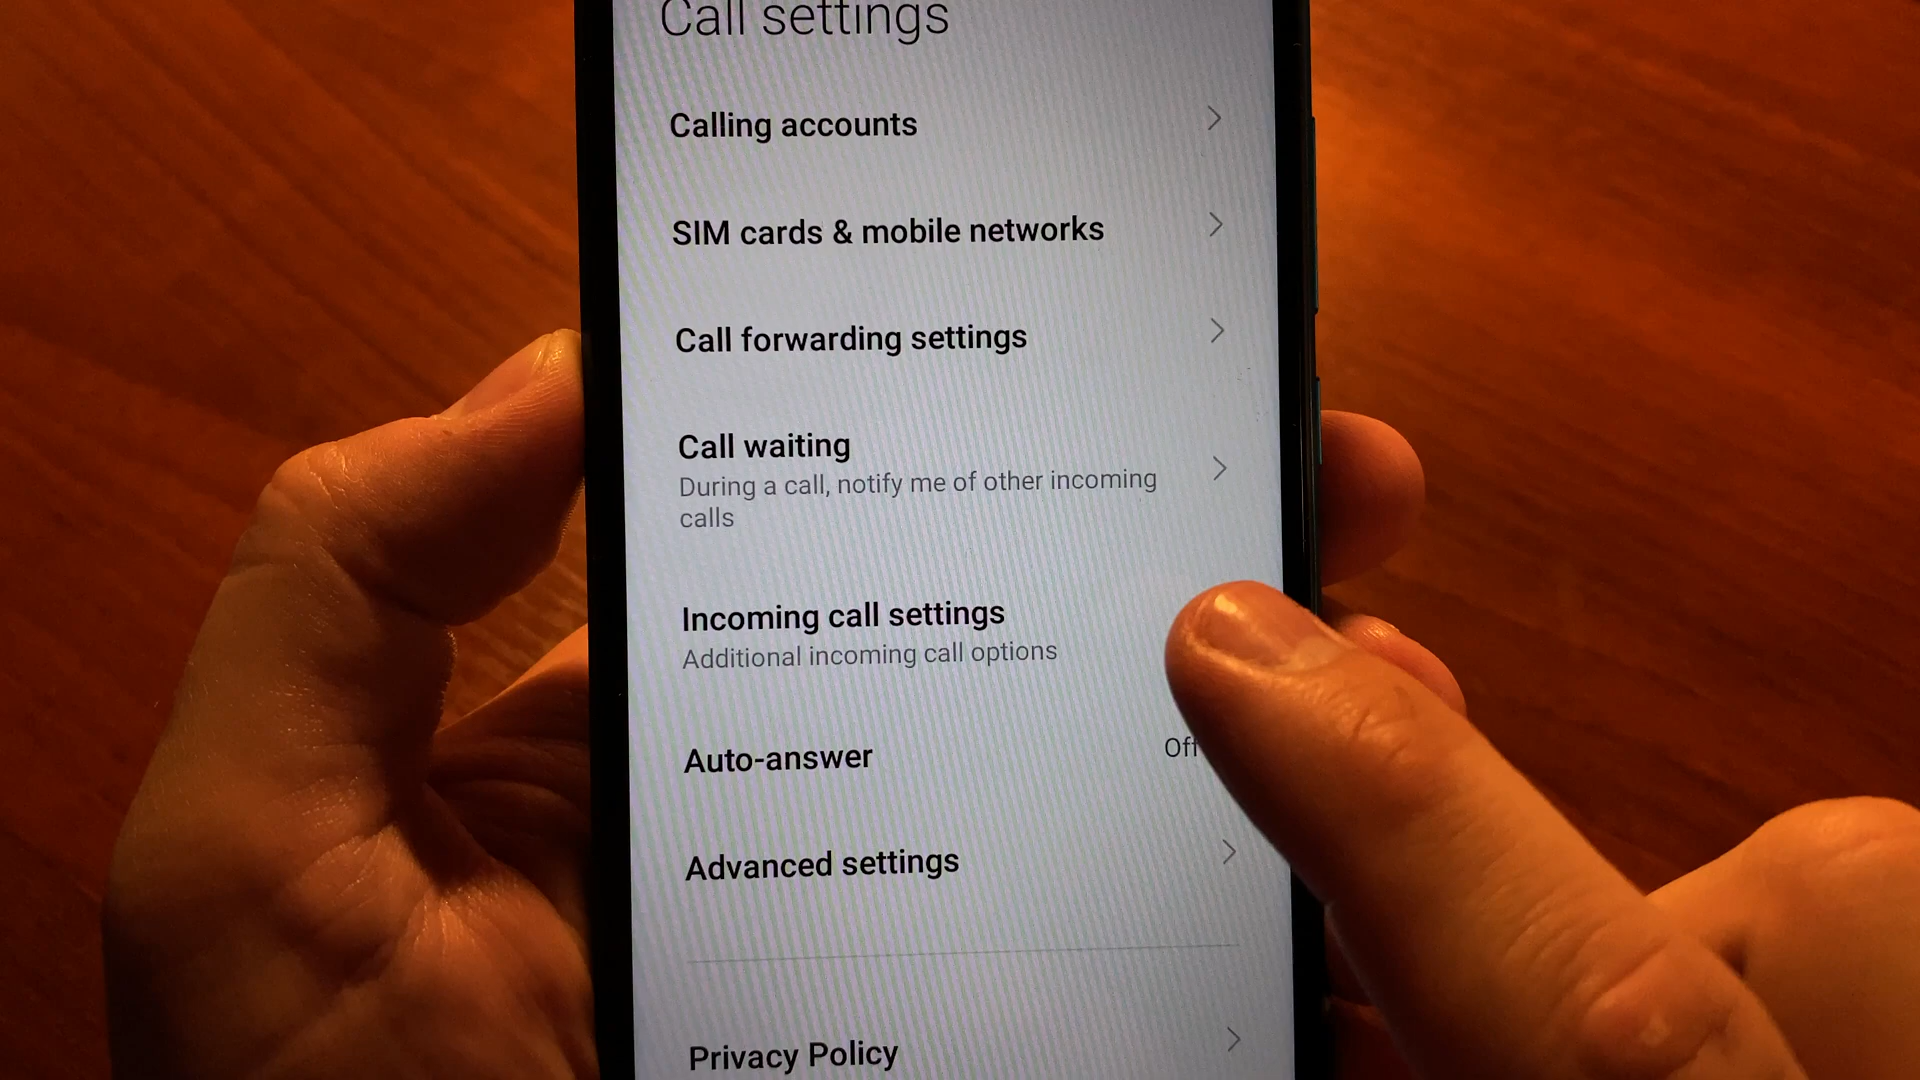 Call settings
Calling accounts
SIM cards & mobile networks
Call forwarding settings
Call waiting
During a call, notify me of other incoming
calls
Incoming call settings
Additional incoming call options
Auto-answer
Off
Advanced settings
Privacy Policy